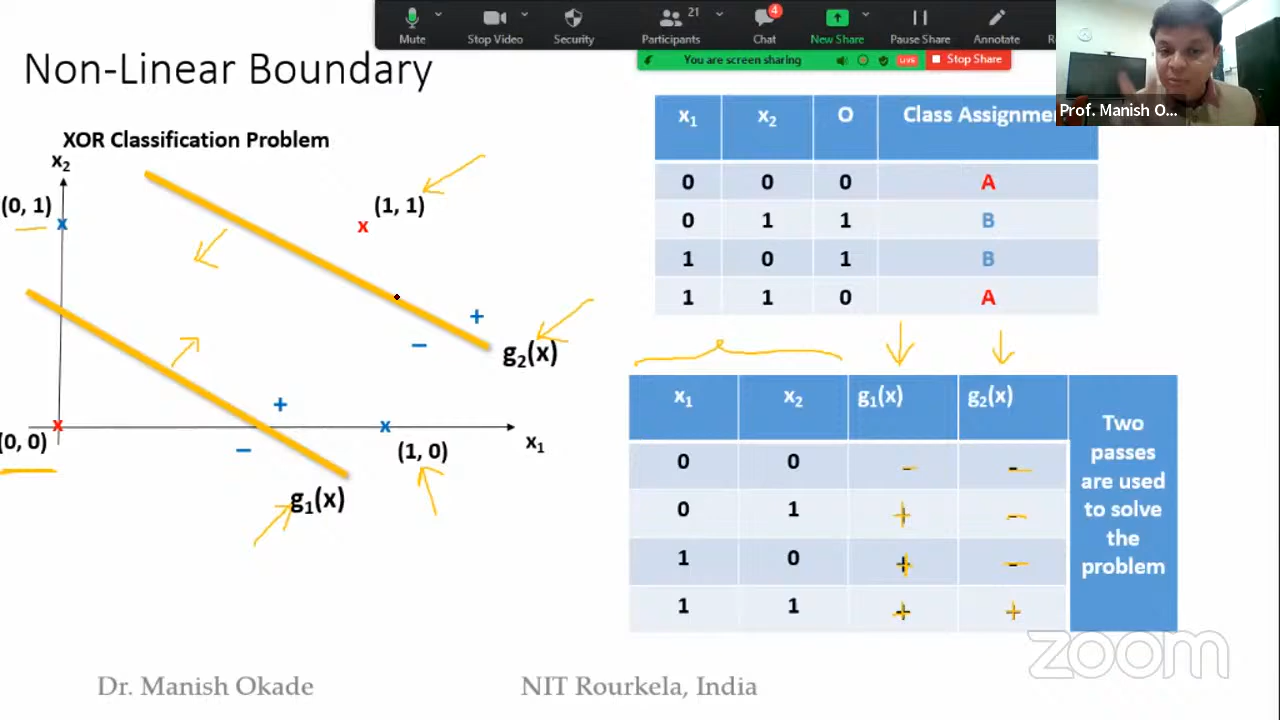 Mute
Stop Video
Security
Participants
21
Chat
4
New Share
Pause Share
Annotate
You are screen sharing
LIVE
Stop Share
Prof. Manish O...
Non-Linear Boundary
XOR Classification Problem
x₂
(0, 1)
x
(1, 1)
x
+
−
g₂(x)
+
−
x
x
(0, 0)
(1, 0)
x₁
g₁(x)
x₁ x₂ O Class Assignme
0 0 0 A
0 1 1 B
1 0 1 B
1 1 0 A
x₁ x₂ g₁(x) g₂(x)
0 0 − −
0 1 + −
1 0 + −
1 1 + +
Two
passes
are used
to solve
the
problem
zoom
Dr. Manish Okade
NIT Rourkela, India